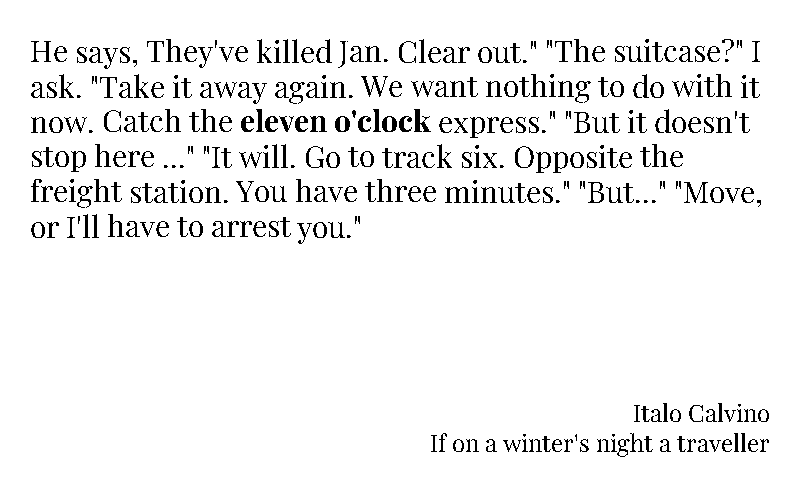 He says, They've killed Jan. Clear out." "The suitcase?" I
ask. "Take it away again. We want nothing to do with it
now. Catch the eleven o'clock express." "But it doesn't
stop here ..." "It will. Go to track six. Opposite the
freight station. You have three minutes." "But..." "Move,
or I'll have to arrest you."
Italo Calvino
If on a winter's night a traveller